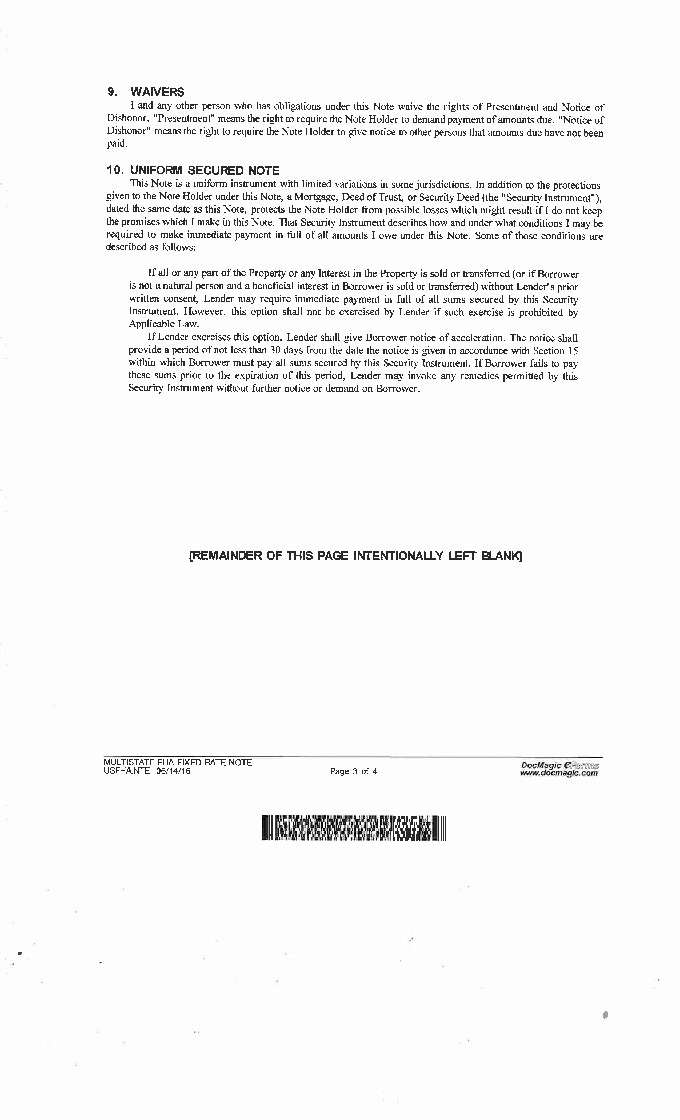 9. WAIVERS
I and any other person who has obligations under this Note waive the rights of Presentment and Notice of
Dishonor. "Presentment" means the right to require the Note Holder to demand payment of amounts due. "Notice of
Dishonor" means the right to require the Note Holder to give notice to other persons that amounts due have not been
paid.
10. UNIFORM SECURED NOTE
This Note is a uniform instrument with limited variations in some jurisdictions. In addition to the protections
given to the Note Holder under this Note, a Mortgage, Deed of Trust, or Security Deed (the "Security Instrument"),
dated the same date as this Note, protects the Note Holder from possible losses which might result if I do not keep
the promises which I make in this Note. That Security Instrument describes how and under what conditions I may be
required to make immediate payment in full of all amounts I owe under this Note. Some of those conditions are
described as follows:
If all or any part of the Property or any Interest in the Property is sold or transferred (or if Borrower
is not a natural person and a beneficial interest in Borrower is sold or transferred) without Lender's prior
written consent, Lender may require immediate payment in full of all sums secured by this Security
Instrument. However, this option shall not be exercised by Lender if such exercise is prohibited by
Applicable Law.
If Lender exercises this option, Lender shall give Borrower notice of acceleration. The notice shall
provide a period of not less than 30 days from the date the notice is given in accordance with Section 15
within which Borrower must pay all sums secured by this Security Instrument. If Borrower fails to pay
these sums prior to the expiration of this period, Lender may invoke any remedies permitted by this
Security Instrument without further notice or demand on Borrower.
[REMAINDER OF THIS PAGE INTENTIONALLY LEFT BLANK]
MULTISTATE FHA FIXED RATE NOTE
USFHA.NTE 06/14/16
Page 3 of 4
DocMagic eForms
www.docmagic.com